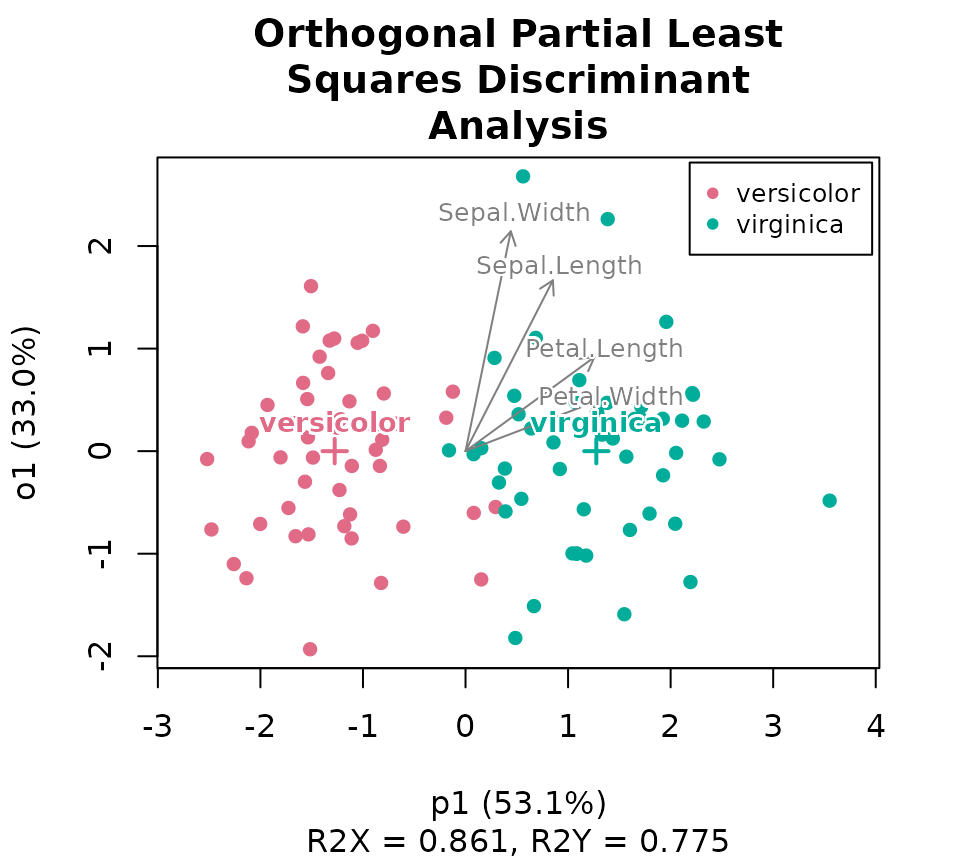 Orthogonal Partial Least
Squares Discriminant
Analysis
versicolor
virginica
Sepal.Width
Sepal.Length
Petal.Length
Petal.Width
versicolor
virginica
o1 (33.0%)
2
1
0
-1
-2
-3 -2 -1 0 1 2 3 4
p1 (53.1%)
R2X = 0.861, R2Y = 0.775